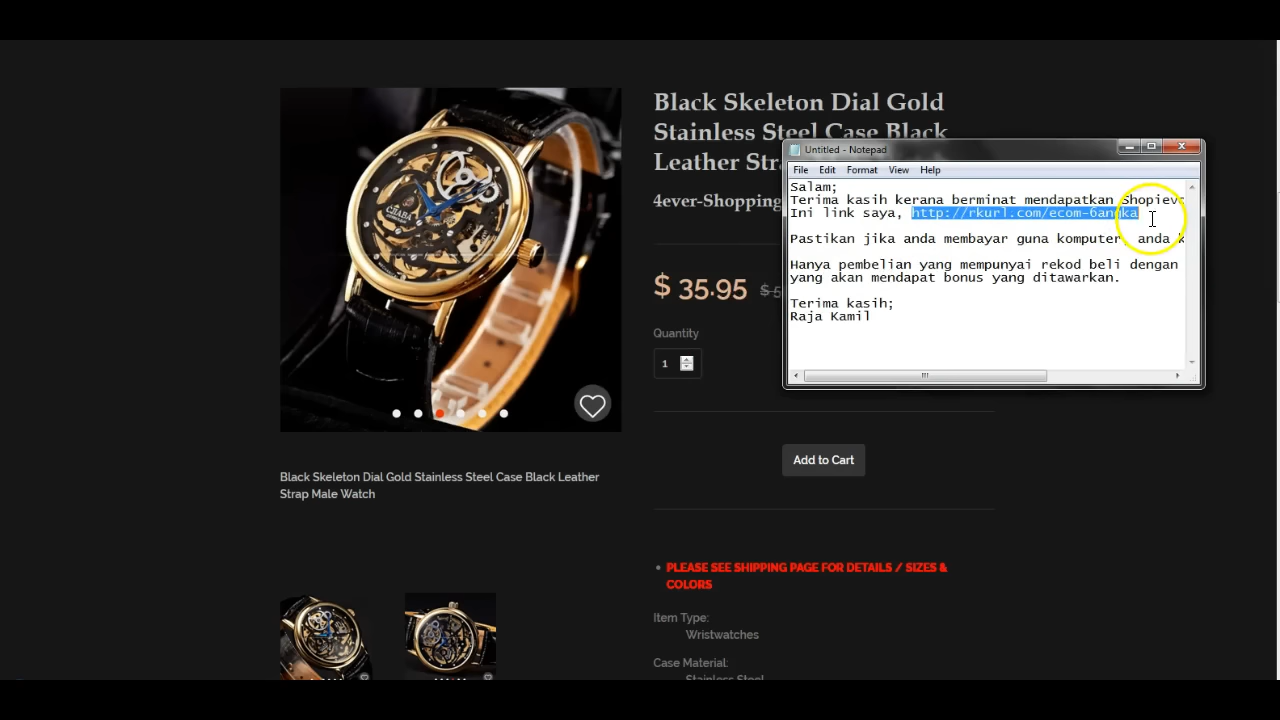 Black Skeleton Dial Gold
Stainless Steel Case Black
Leather
4ever-Shopping
$ 35.95
Quantity
1
Add to Cart
PLEASE SEE SHIPPING PAGE FOR DETAILS / SIZES &
COLORS
Item Type:
Wristwatches
Case Material:
Stainless Steel
Black Skeleton Dial Gold Stainless Steel Case Black Leather
Strap Male Watch
Untitled - Notepad
File Edit Format View Help
Salam;
Terima kasih kerana berminat mendapatkan
Ini link saya, http://rkurl.com/ecom-6angka
Pastikan jika anda membayar guna komputer, anda
Hanya pembelian yang mempunyai rekod beli dengan
yang akan mendapat bonus yang ditawarkan.
Terima kasih;
Raja Kamil